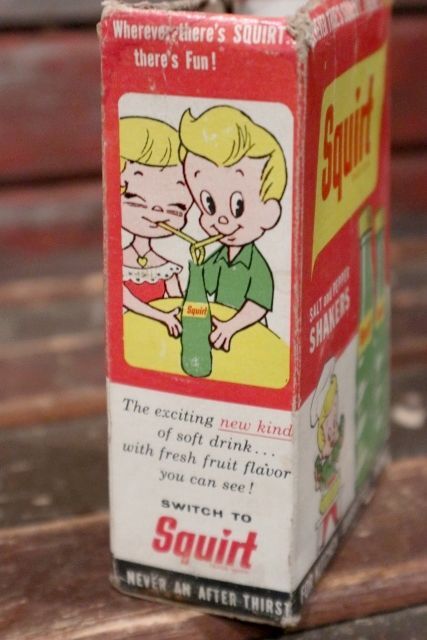 Wherever there's SQUIRT..
there's Fun!
Squirt
The exciting new kind
of soft drink...
with fresh fruit flavor
you can see!
SWITCH TO
Squirt
NEVER AN AFTER THIRST
Squirt
SALT AND PEPPER
SHAKERS